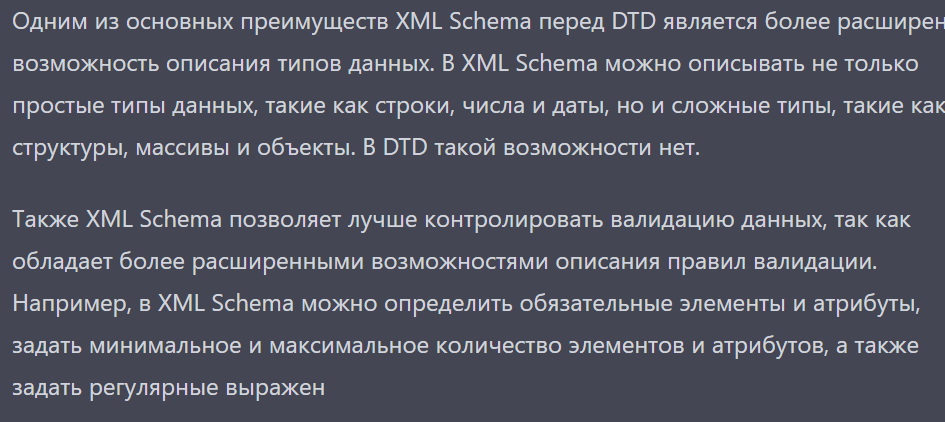 Одним из основных преимуществ XML Schema перед DTD является более расширен
возможность описания типов данных. В XML Schema можно описывать не только
простые типы данных, такие как строки, числа и даты, но и сложные типы, такие как
структуры, массивы и объекты. В DTD такой возможности нет.
Также XML Schema позволяет лучше контролировать валидацию данных, так как
обладает более расширенными возможностями описания правил валидации.
Например, в XML Schema можно определить обязательные элементы и атрибуты,
задать минимальное и максимальное количество элементов и атрибутов, а также
задать регулярные выражен